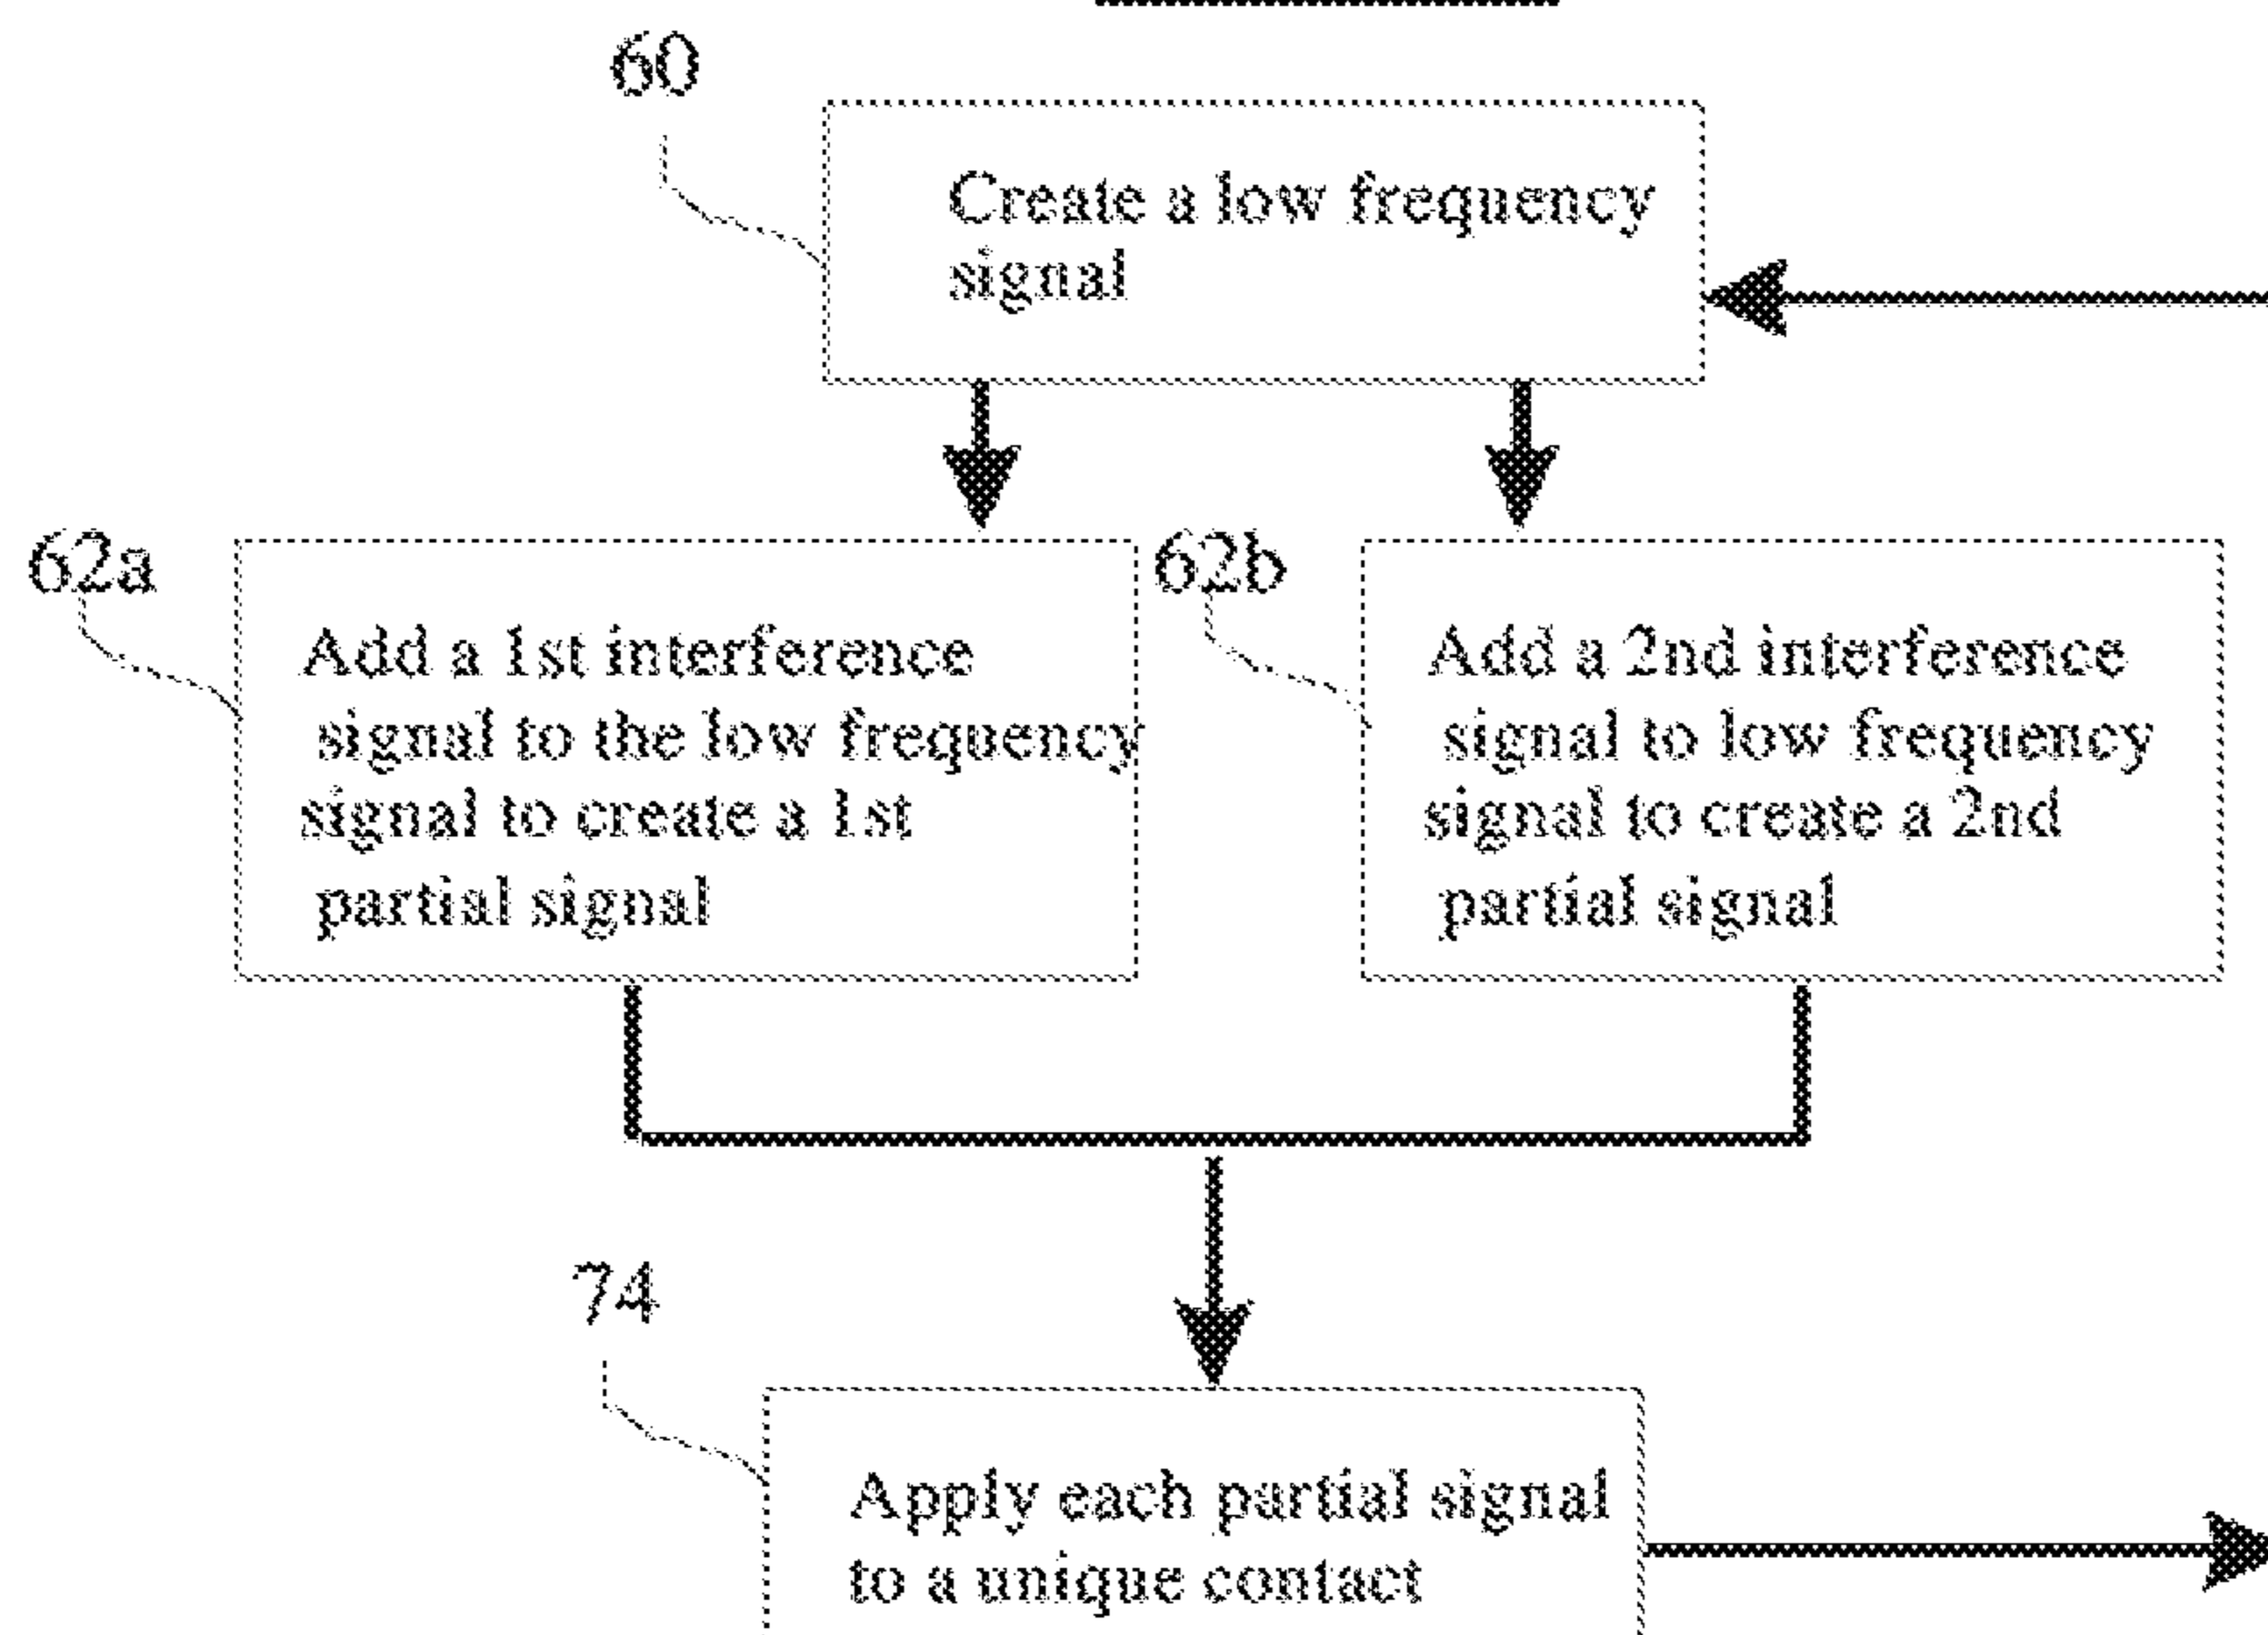 60
Create a low frequency
signal
62a
Add a 1st interference
signal to the low frequency
signal to create a 1st
partial signal
62b
Add a 2nd interference
signal to low frequency
signal to create a 2nd
partial signal
74
Apply each partial signal
to a unique contact